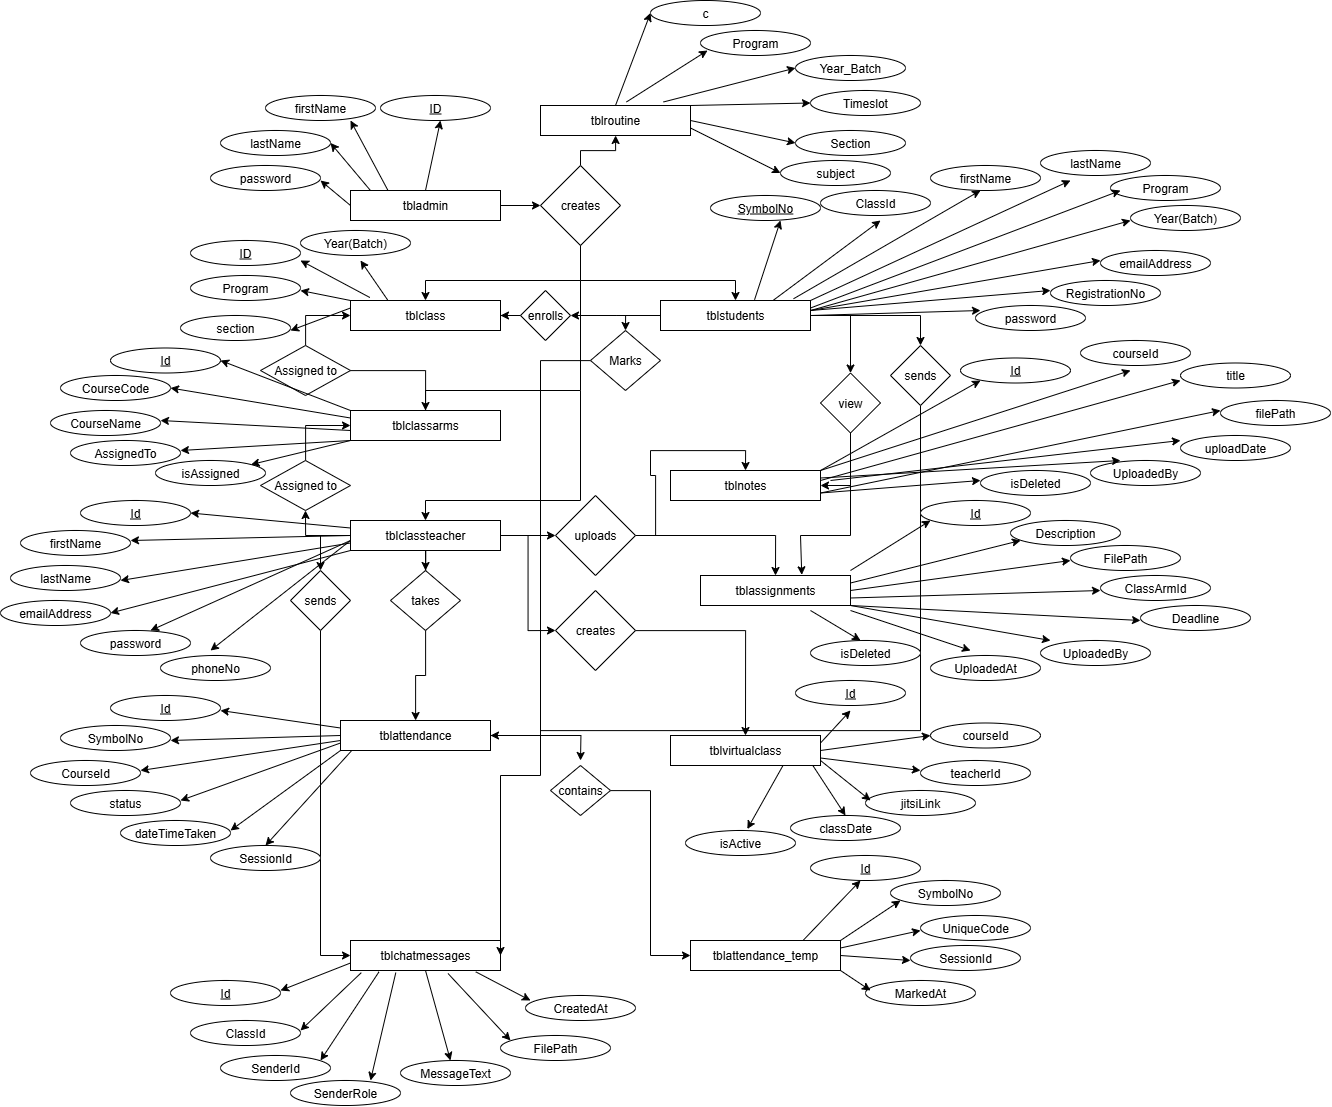 c
Program
Year_Batch
Timeslot
firstName
ID
tblroutine
lastName
Section
subject
password
tbladmin
creates
SymbolNo
ClassId
firstName
lastName
Program
Year(Batch)
Year(Batch)
ID
emailAddress
Program
RegistrationNo
section
tblclass
enrolls
tblstudents
password
Id
Assigned to
Marks
sends
Id
courseId
title
CourseCode
view
filePath
CourseName
tblclassarms
AssignedTo
uploadDate
isAssigned
UploadedBy
Assigned to
tblnotes
isDeleted
Id
Id
firstName
tblclassteacher
uploads
Description
FilePath
lastName
tblassignments
ClassArmId
emailAddress
sends
takes
Deadline
password
creates
isDeleted
UploadedBy
phoneNo
UploadedAt
Id
Id
SymbolNo
tblattendance
courseId
tblvirtualclass
CourseId
teacherId
status
contains
jitsiLink
dateTimeTaken
classDate
SessionId
isActive
Id
SymbolNo
UniqueCode
tblchatmessages
tblattendance_temp
SessionId
Id
MarkedAt
CreatedAt
ClassId
FilePath
SenderId
MessageText
SenderRole